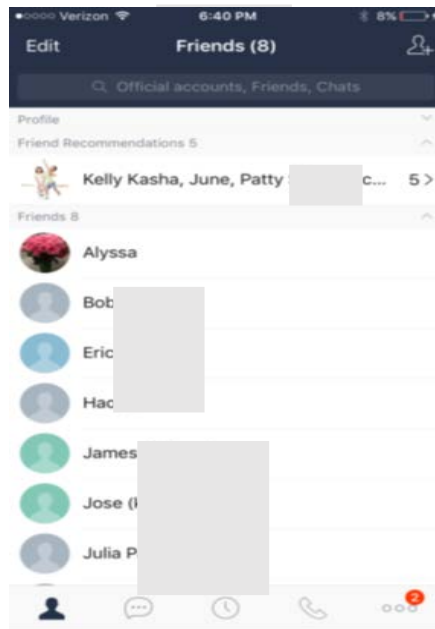 Verizon 6:40 PM 8%
Edit Friends (8)
Official accounts, Friends, Chats
Profile
Friend Recommendations 5
Kelly Kasha, June, Patty c... 5 >
Friends 8
Alyssa
Bob
Eric
Hac
James
Jose (
Julia P
2